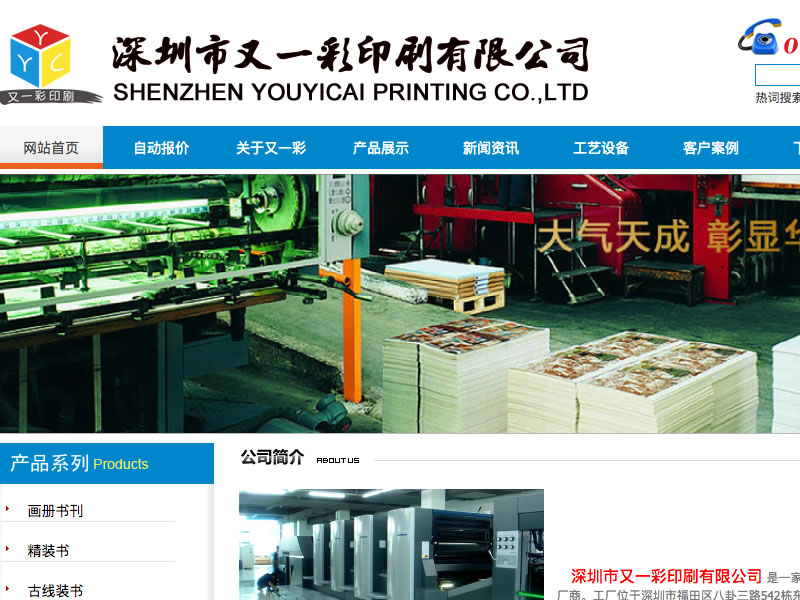 Y
Y C
又一彩印刷
深圳市又一彩印刷有限公司
SHENZHEN YOUYICAI PRINTING CO.,LTD
0
热词搜索
网站首页 自动报价 关于又一彩 产品展示 新闻资讯 工艺设备 客户案例
大气天成 彰显华
产品系列 Products
公司简介 ABOUT US
画册书刊
精装书
古线装书
深圳市又一彩印刷有限公司 是一家
厂商。工厂位于深圳市福田区八卦三路542栋东